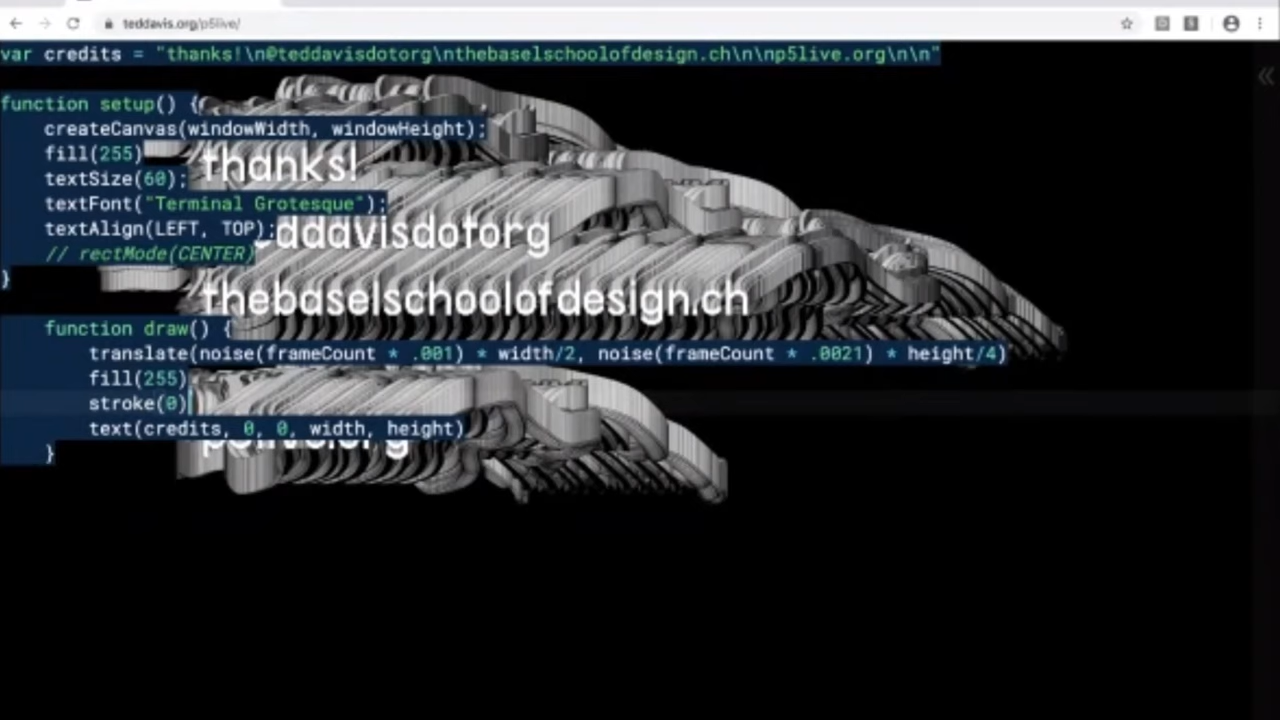 teddavis.org/p5live/
var credits = "thanks!\n@teddavisdotorg\nthebaselschoolofdesign.ch\n\np5live.org\n\n"
function setup() {
createCanvas(windowWidth, windowHeight);
fill(255)
thanks!
textSize(60);
textFont("Terminal Grotesque");
textAlign(LEFT, TOP);
ddavisdotorg
// rectMode(CENTER)
}
thebaselschoolofdesign.ch
function draw() {
translate(noise(frameCount * .001) * width/2, noise(frameCount * .0021) * height/4)
fill(255)
stroke(0)
text(credits, 0, 0, width, height)
p5live.org
}